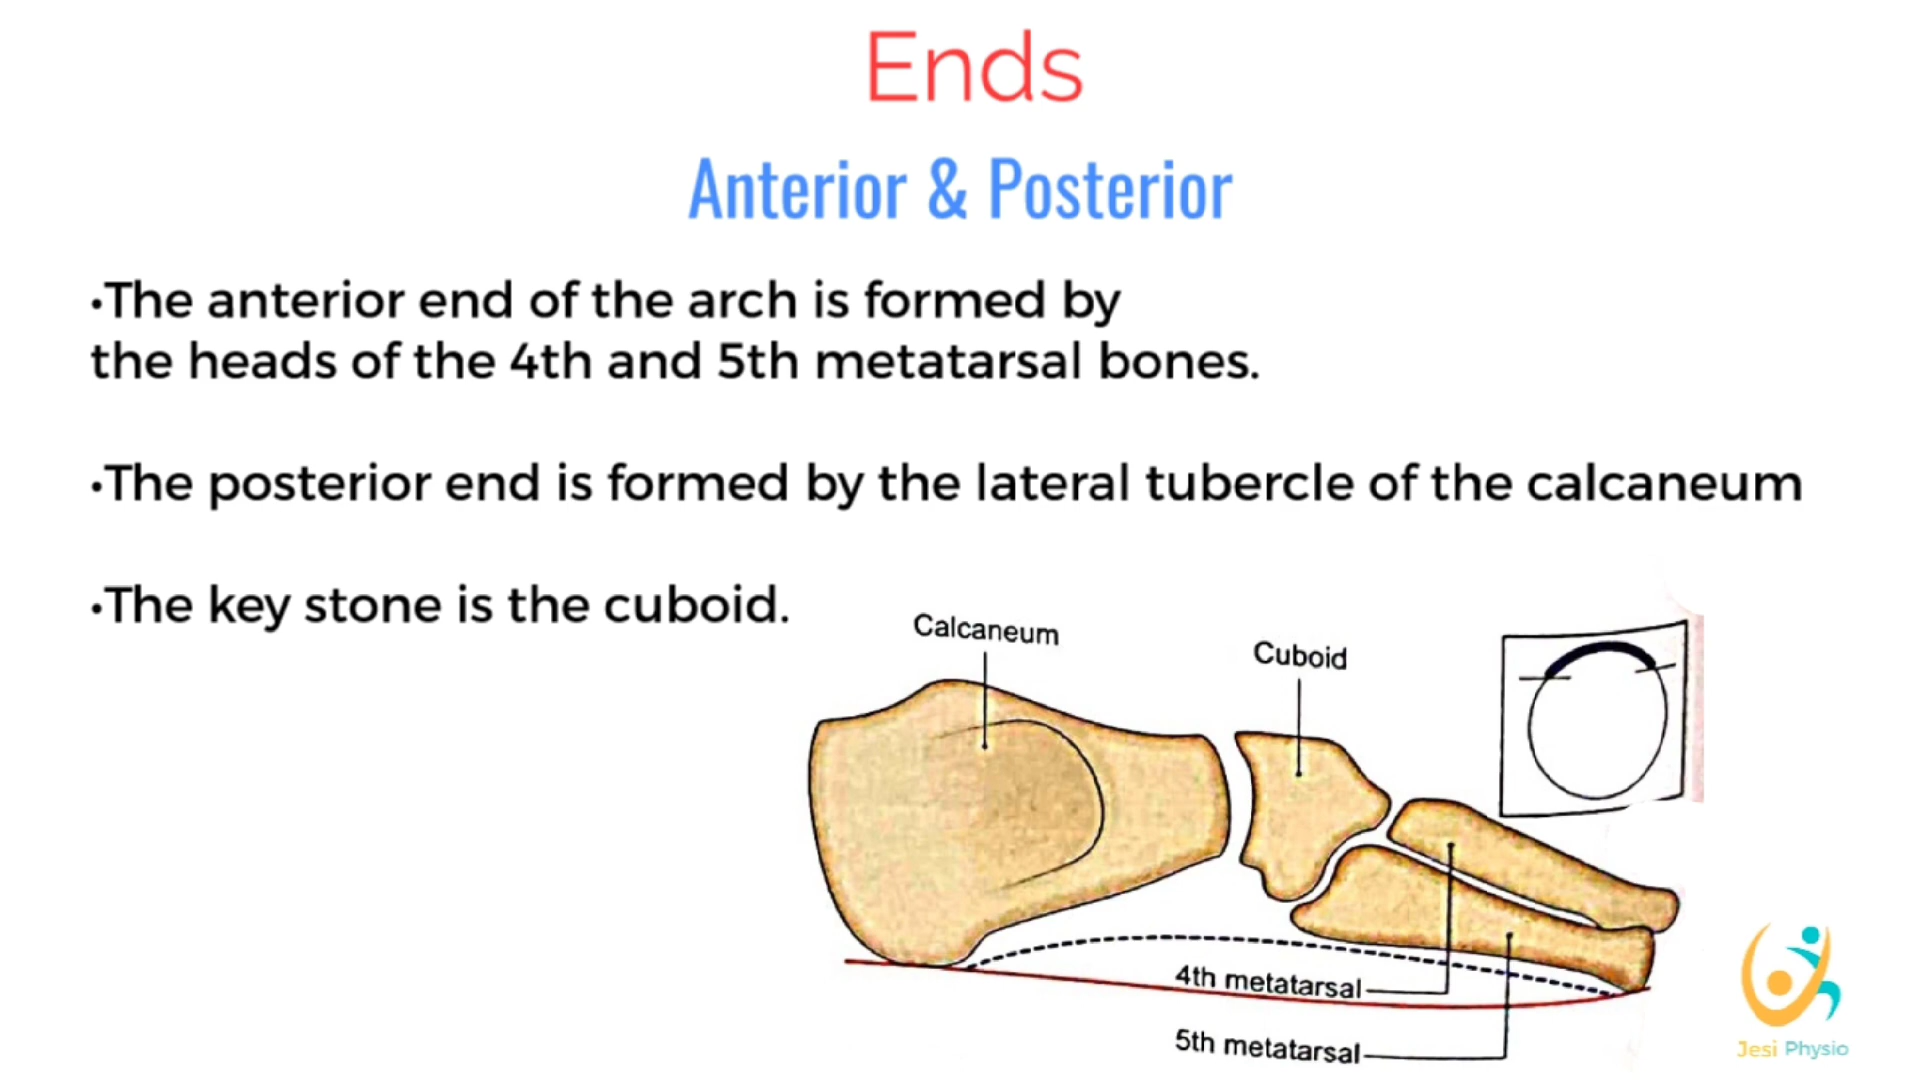 Ends
Anterior & Posterior
•The anterior end of the arch is formed by
the heads of the 4th and 5th metatarsal bones.
•The posterior end is formed by the lateral tubercle of the calcaneum
•The key stone is the cuboid.
Calcaneum
Cuboid
4th metatarsal
5th metatarsal
Jesi Physio